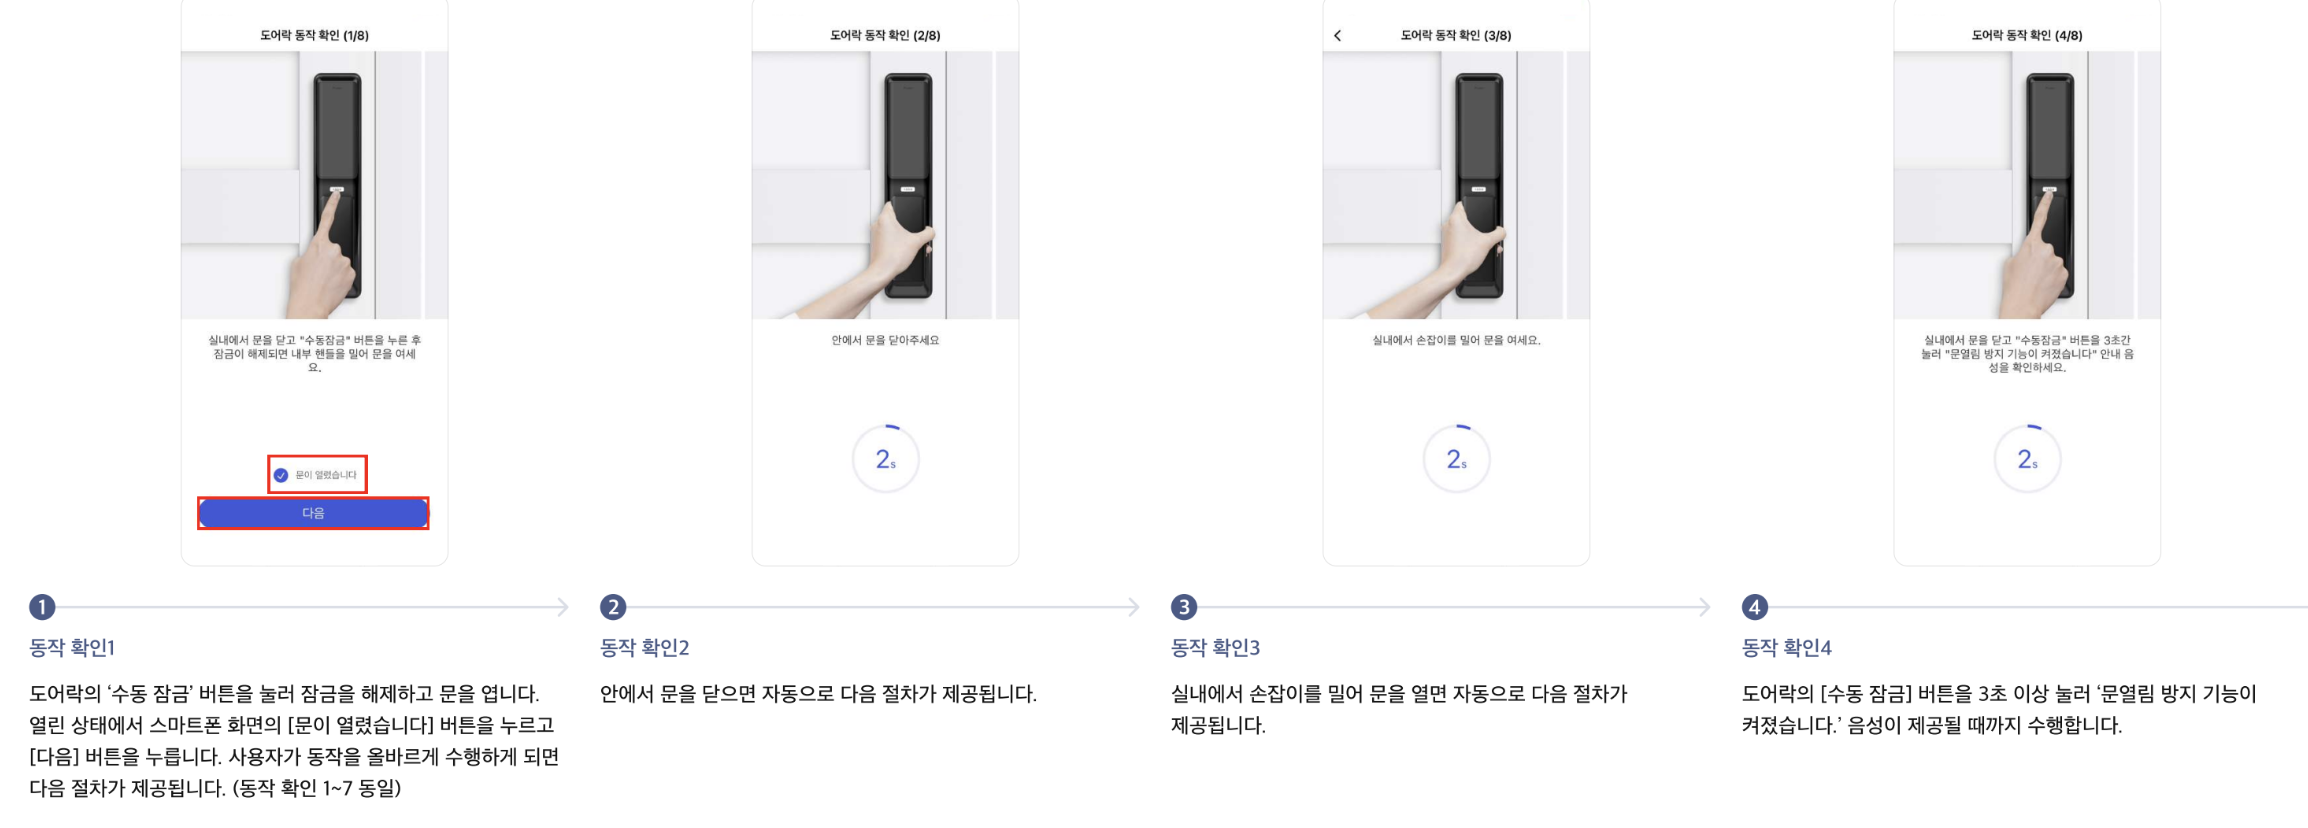 도어락 동작 확인 (1/8)
실내에서 문을 닫고 "수동잠금" 버튼을 누른 후
잠금이 해제되면 내부 핸들을 밀어 문을 여세
요.
문이 열렸습니다
다음
1
동작 확인1
도어락의 ‘수동 잠금’ 버튼을 눌러 잠금을 해제하고 문을 엽니다.
열린 상태에서 스마트폰 화면의 [문이 열렸습니다] 버튼을 누르고
[다음] 버튼을 누릅니다. 사용자가 동작을 올바르게 수행하게 되면
다음 절차가 제공됩니다. (동작 확인 1~7 동일)
도어락 동작 확인 (2/8)
안에서 문을 닫아주세요
2s
2
동작 확인2
안에서 문을 닫으면 자동으로 다음 절차가 제공됩니다.
도어락 동작 확인 (3/8)
실내에서 손잡이를 밀어 문을 여세요.
2s
3
동작 확인3
실내에서 손잡이를 밀어 문을 열면 자동으로 다음 절차가
제공됩니다.
도어락 동작 확인 (4/8)
실내에서 문을 닫고 "수동잠금" 버튼을 3초간
눌러 "문열림 방지 기능이 켜졌습니다" 안내 음
성을 확인하세요.
2s
4
동작 확인4
도어락의 [수동 잠금] 버튼을 3초 이상 눌러 ‘문열림 방지 기능이
켜졌습니다.’ 음성이 제공될 때까지 수행합니다.